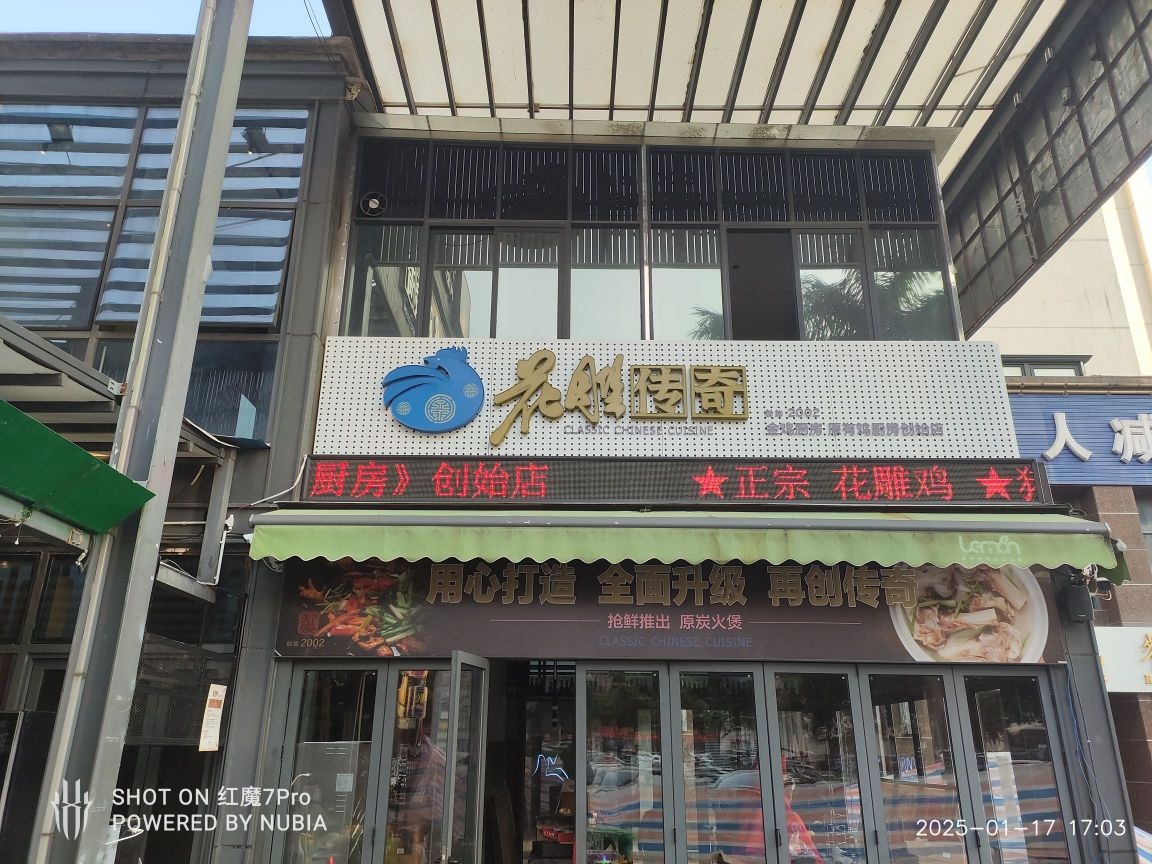 花胜传奇
CLASSIC CHINESE CUISINE
始创2002
人减
厨房》创始店 ★正宗 花雕鸡 ★
Lemon
用心打造 全面升级 再创传奇
抢鲜推出 原炭火煲
CLASSIC CHINESE CUISINE
2002
SHOT ON 红魔7Pro
POWERED BY NUBIA
2025-01-17 17:03